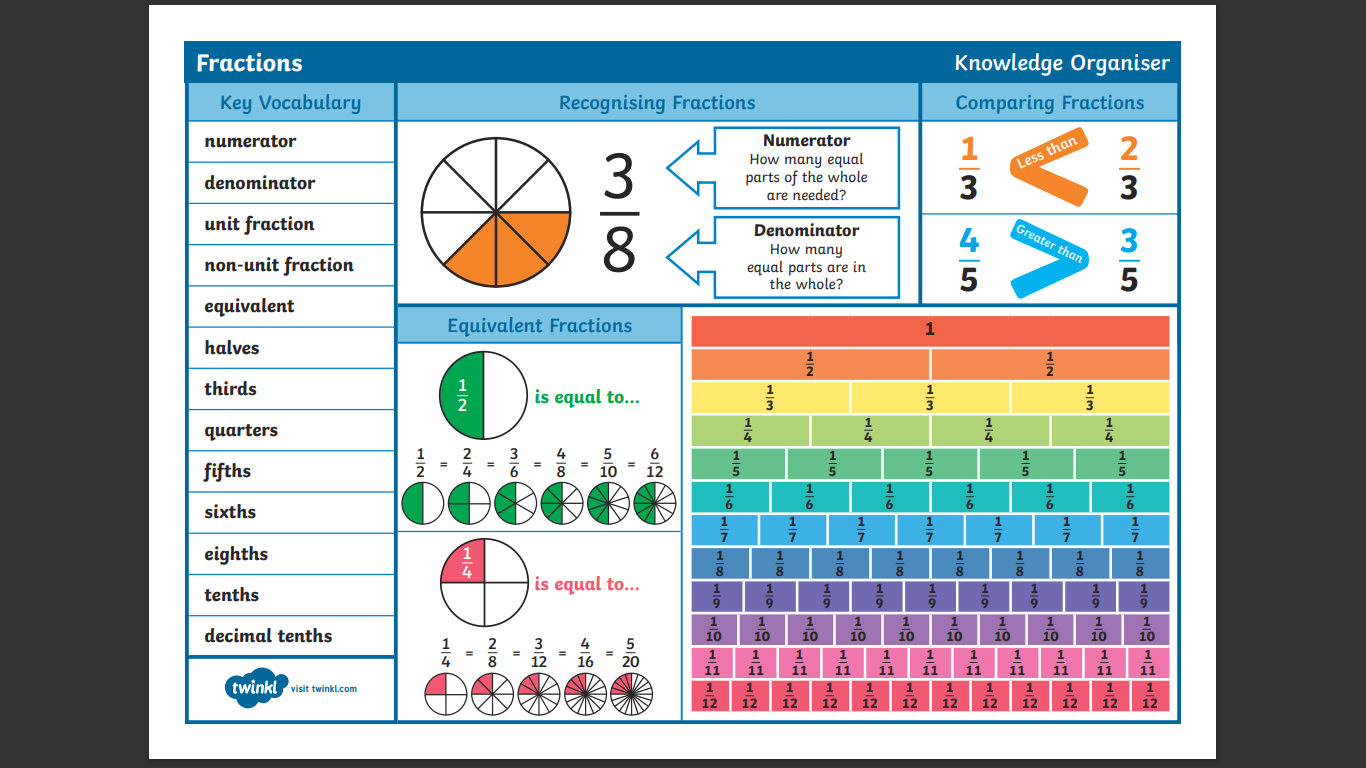 Fractions
Knowledge Organiser
Key Vocabulary
numerator
denominator
unit fraction
non-unit fraction
equivalent
halves
thirds
quarters
fifths
sixths
eighths
tenths
decimal tenths
twinkl visit twinkl.com
Recognising Fractions
3/8
Numerator
How many equal
parts of the whole
are needed?
Denominator
How many
equal parts are in
the whole?
Comparing Fractions
1/3 Less than 2/3
4/5 Greater than 3/5
Equivalent Fractions
1/2 is equal to...
1/2 = 2/4 = 3/6 = 4/8 = 5/10 = 6/12
1/4 is equal to...
1/4 = 2/8 = 3/12 = 4/16 = 5/20
1
1/2 1/2
1/3 1/3 1/3
1/4 1/4 1/4 1/4
1/5 1/5 1/5 1/5 1/5
1/6 1/6 1/6 1/6 1/6 1/6
1/7 1/7 1/7 1/7 1/7 1/7 1/7
1/8 1/8 1/8 1/8 1/8 1/8 1/8 1/8
1/9 1/9 1/9 1/9 1/9 1/9 1/9 1/9 1/9
1/10 1/10 1/10 1/10 1/10 1/10 1/10 1/10 1/10 1/10
1/11 1/11 1/11 1/11 1/11 1/11 1/11 1/11 1/11 1/11 1/11
1/12 1/12 1/12 1/12 1/12 1/12 1/12 1/12 1/12 1/12 1/12 1/12